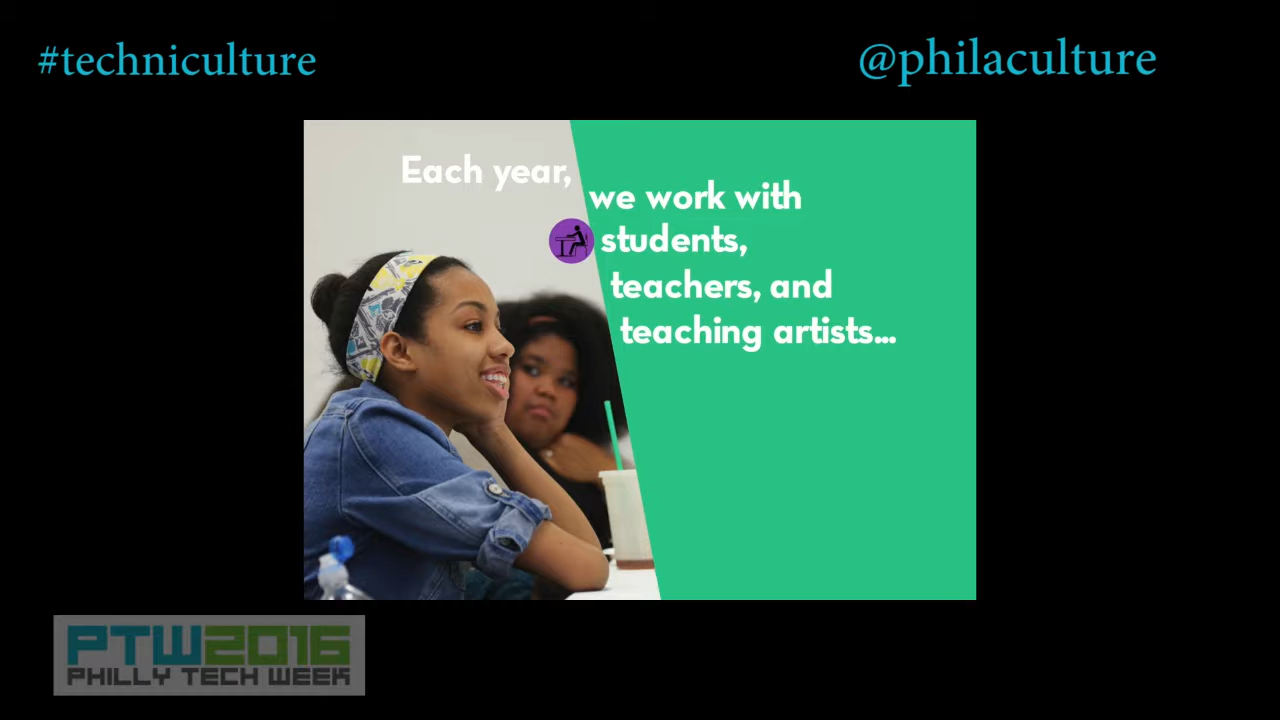 #techniculture
@philaculture
Each year,
we work with
students,
teachers, and
teaching artists...
PTW2016
PHILLY TECH WEEK